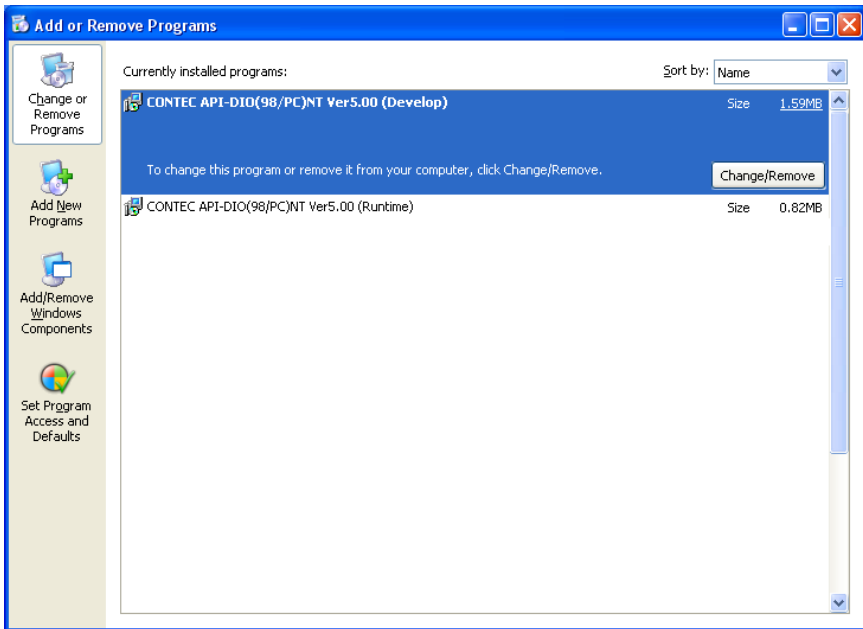 Add or Remove Programs
Change or
Remove
Programs
Add New
Programs
Add/Remove
Windows
Components
Set Program
Access and
Defaults
Currently installed programs:
Sort by: Name
CONTEC API-DIO(98/PC)NT Ver5.00 (Develop) Size 1.59MB
To change this program or remove it from your computer, click Change/Remove. Change/Remove
CONTEC API-DIO(98/PC)NT Ver5.00 (Runtime) Size 0.82MB